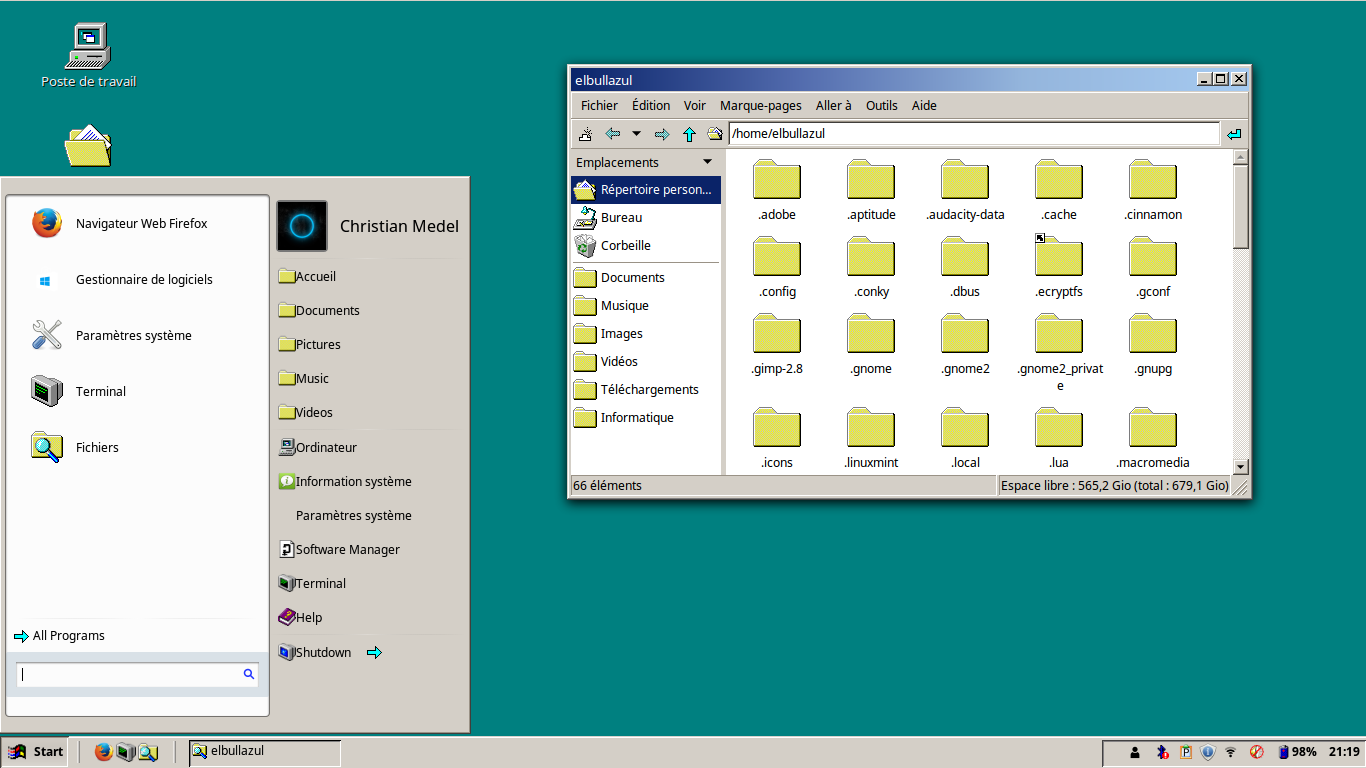 Poste de travail
elbullazul
Fichier Édition Voir Marque-pages Aller à Outils Aide
/home/elbullazul
Emplacements
Répertoire person...
Bureau
Corbeille
Documents
Musique
Images
Vidéos
Téléchargements
Informatique
.adobe .aptitude .audacity-data .cache .cinnamon
.config .conky .dbus .ecryptfs .gconf
.gimp-2.8 .gnome .gnome2 .gnome2_privat .gnupg
e
.icons .linuxmint .local .lua .macromedia
66 éléments
Espace libre : 565,2 Gio (total : 679,1 Gio)
Navigateur Web Firefox
Gestionnaire de logiciels
Paramètres système
Terminal
Fichiers
All Programs
Christian Medel
Accueil
Documents
Pictures
Music
Videos
Ordinateur
Information système
Paramètres système
Software Manager
Terminal
Help
Shutdown
Start
elbullazul
98% 21:19